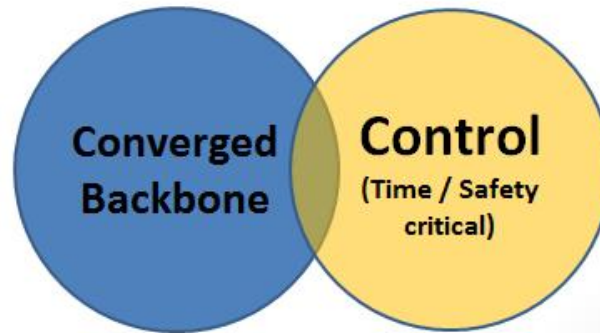 Converged
Backbone
Control
(Time / Safety
critical)